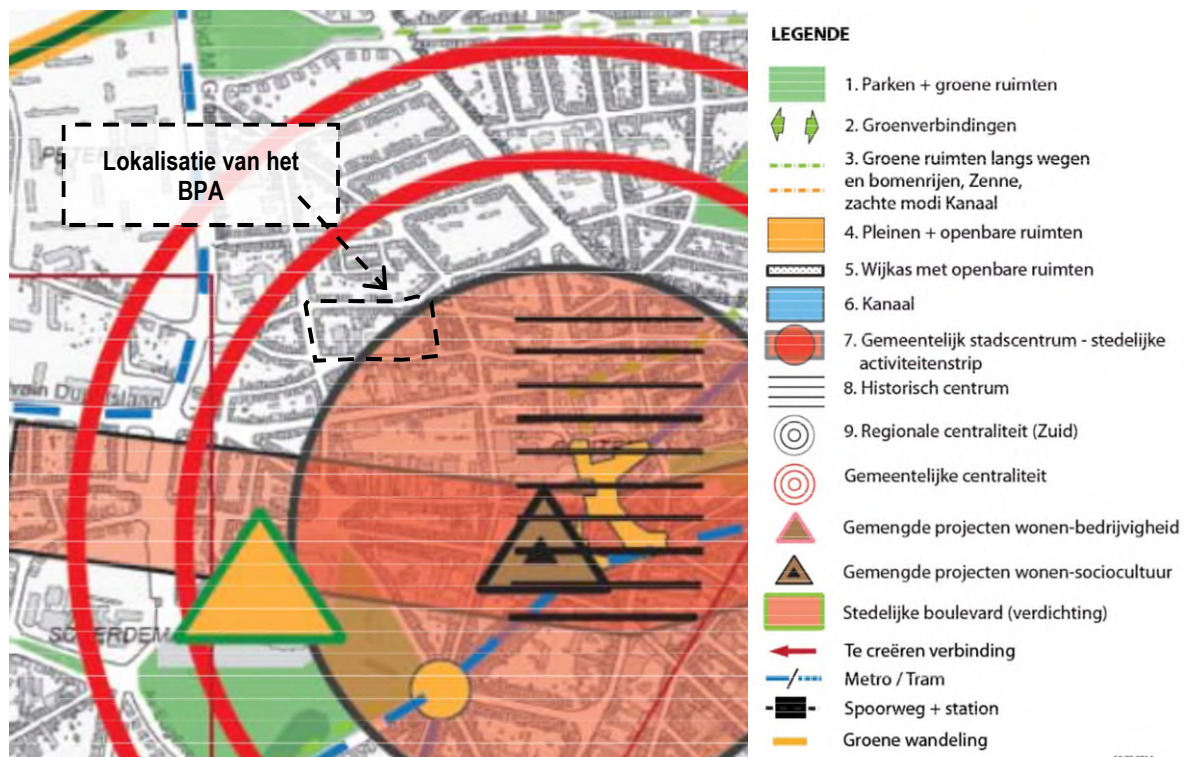 Lokalisatie van het
BPA
LEGENDE
1. Parken + groene ruimten
2. Groenverbindingen
3. Groene ruimten langs wegen
en bomenrijen, Zenne,
zachte modi Kanaal
4. Pleinen + openbare ruimten
5. Wijkas met openbare ruimten
6. Kanaal
7. Gemeentelijk stadscentrum - stedelijke
activiteitenstrip
8. Historisch centrum
9. Regionale centraliteit (Zuid)
Gemeentelijke centraliteit
Gemengde projecten wonen-bedrijvigheid
Gemengde projecten wonen-sociocultuur
Stedelijke boulevard (verdichting)
Te creëren verbinding
Metro / Tram
Spoorweg + station
Groene wandeling